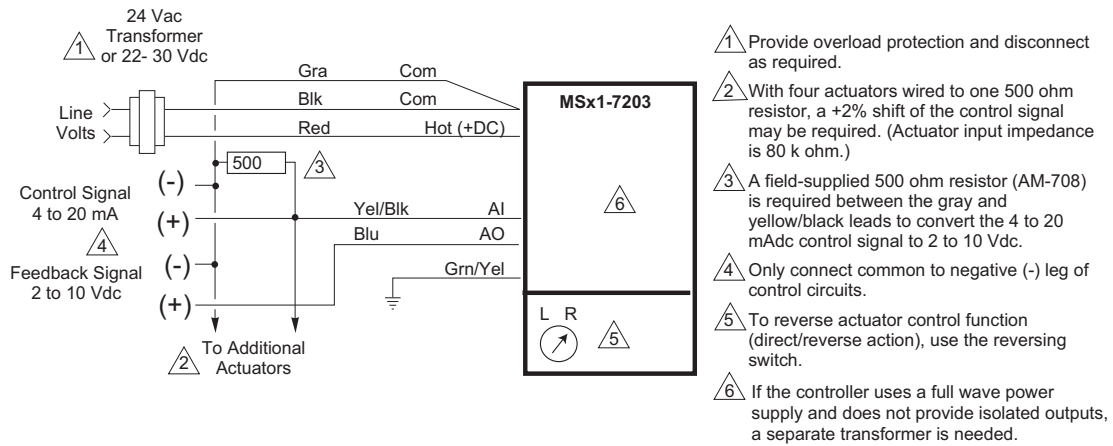 24 Vac
Transformer
or 22- 30 Vdc
1
Line
Volts
Gra Com
Blk Com
Red Hot (+DC)
MSx1-7203
500
3
Control Signal
4 to 20 mA
4
Feedback Signal
2 to 10 Vdc
(-)
(+)
(-)
(+)
Yel/Blk AI
Blu AO
Grn/Yel
6
L R
5
2
To Additional
Actuators
1 Provide overload protection and disconnect
as required.
2 With four actuators wired to one 500 ohm
resistor, a +2% shift of the control signal
may be required. (Actuator input impedance
is 80 k ohm.)
3 A field-supplied 500 ohm resistor (AM-708)
is required between the gray and
yellow/black leads to convert the 4 to 20
mAdc control signal to 2 to 10 Vdc.
4 Only connect common to negative (-) leg of
control circuits.
5 To reverse actuator control function
(direct/reverse action), use the reversing
switch.
6 If the controller uses a full wave power
supply and does not provide isolated outputs,
a separate transformer is needed.